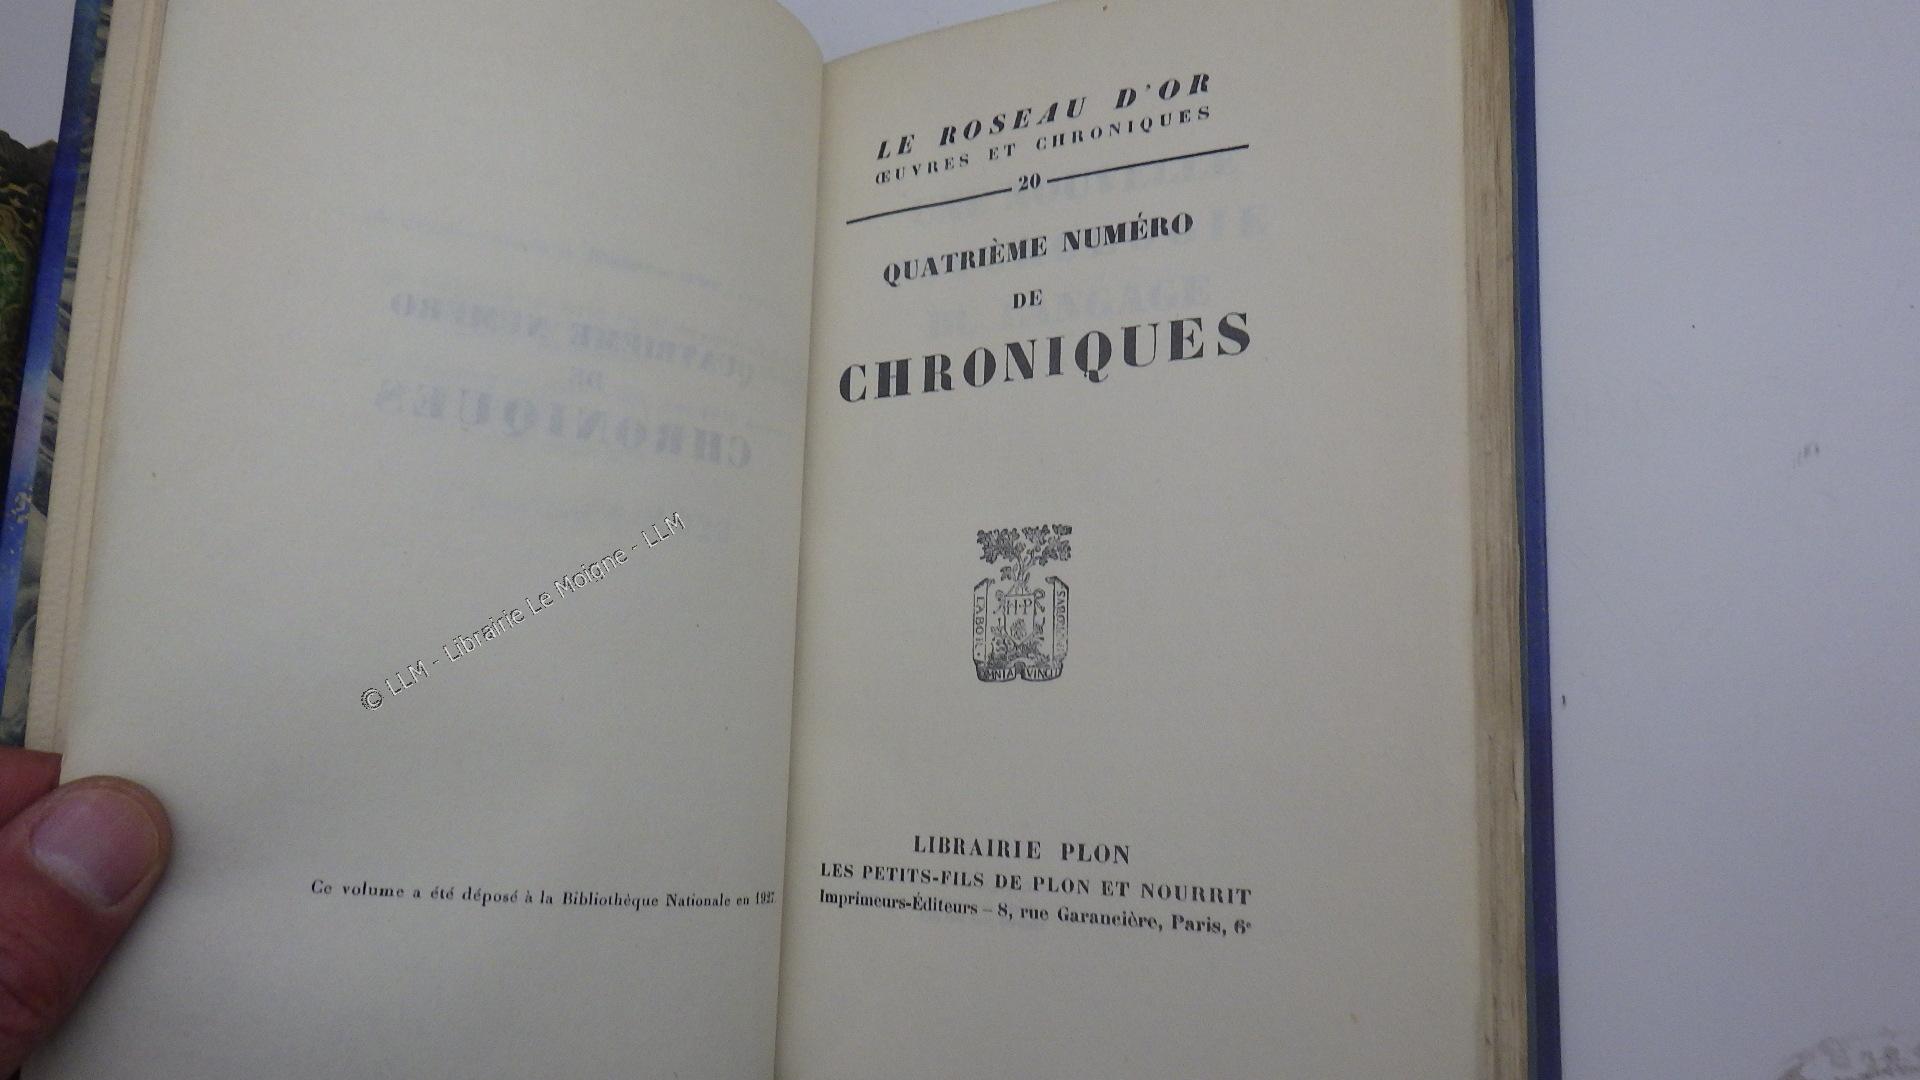 Ce volume a été déposé à la Bibliothèque Nationale en 1927
© LLM - Librairie Le Moigne - LLM
LE ROSEAU D'OR
ŒUVRES ET CHRONIQUES
20
QUATRIÈME NUMÉRO
DE
CHRONIQUES
H·P
LABOR
VINCIT
LIBRAIRIE PLON
LES PETITS-FILS DE PLON ET NOURRIT
Imprimeurs-Éditeurs – 8, rue Garancière, Paris, 6e